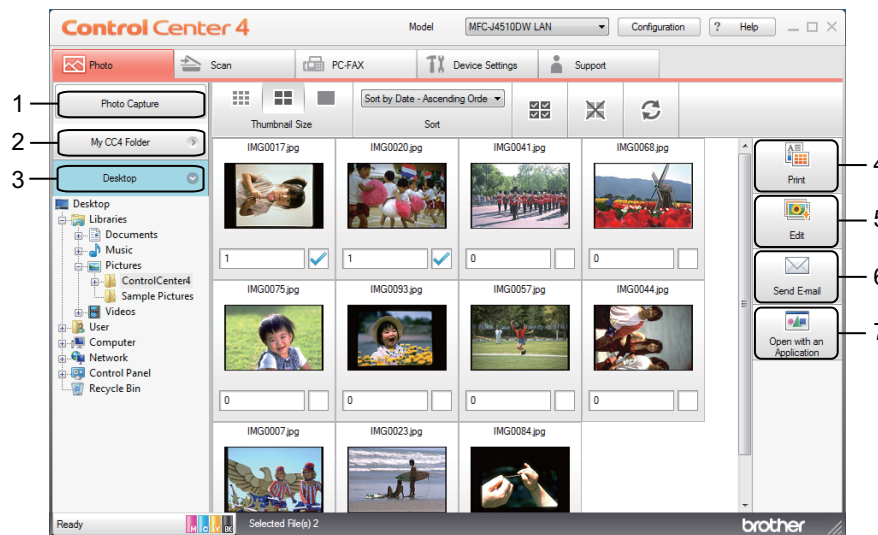 Control Center 4
Model MFC-J4510DW LAN Configuration ? Help
Photo Scan PC-FAX Device Settings Support
1 Photo Capture
2 My CC4 Folder
3 Desktop
Thumbnail Size
Sort by Date - Ascending Orde
Sort
Desktop
Libraries
Documents
Music
Pictures
ControlCenter4
Sample Pictures
Videos
User
Computer
Network
Control Panel
Recycle Bin
IMG0017.jpg IMG0020.jpg IMG0041.jpg IMG0068.jpg
1 1 0 0
IMG0075.jpg IMG0093.jpg IMG0057.jpg IMG0044.jpg
0 0 0 0
IMG0007.jpg IMG0023.jpg IMG0084.jpg
Print 4
Edit 5
Send E-mail 6
Open with an 7
Application
Ready M C Y BK Selected File(s) 2 brother